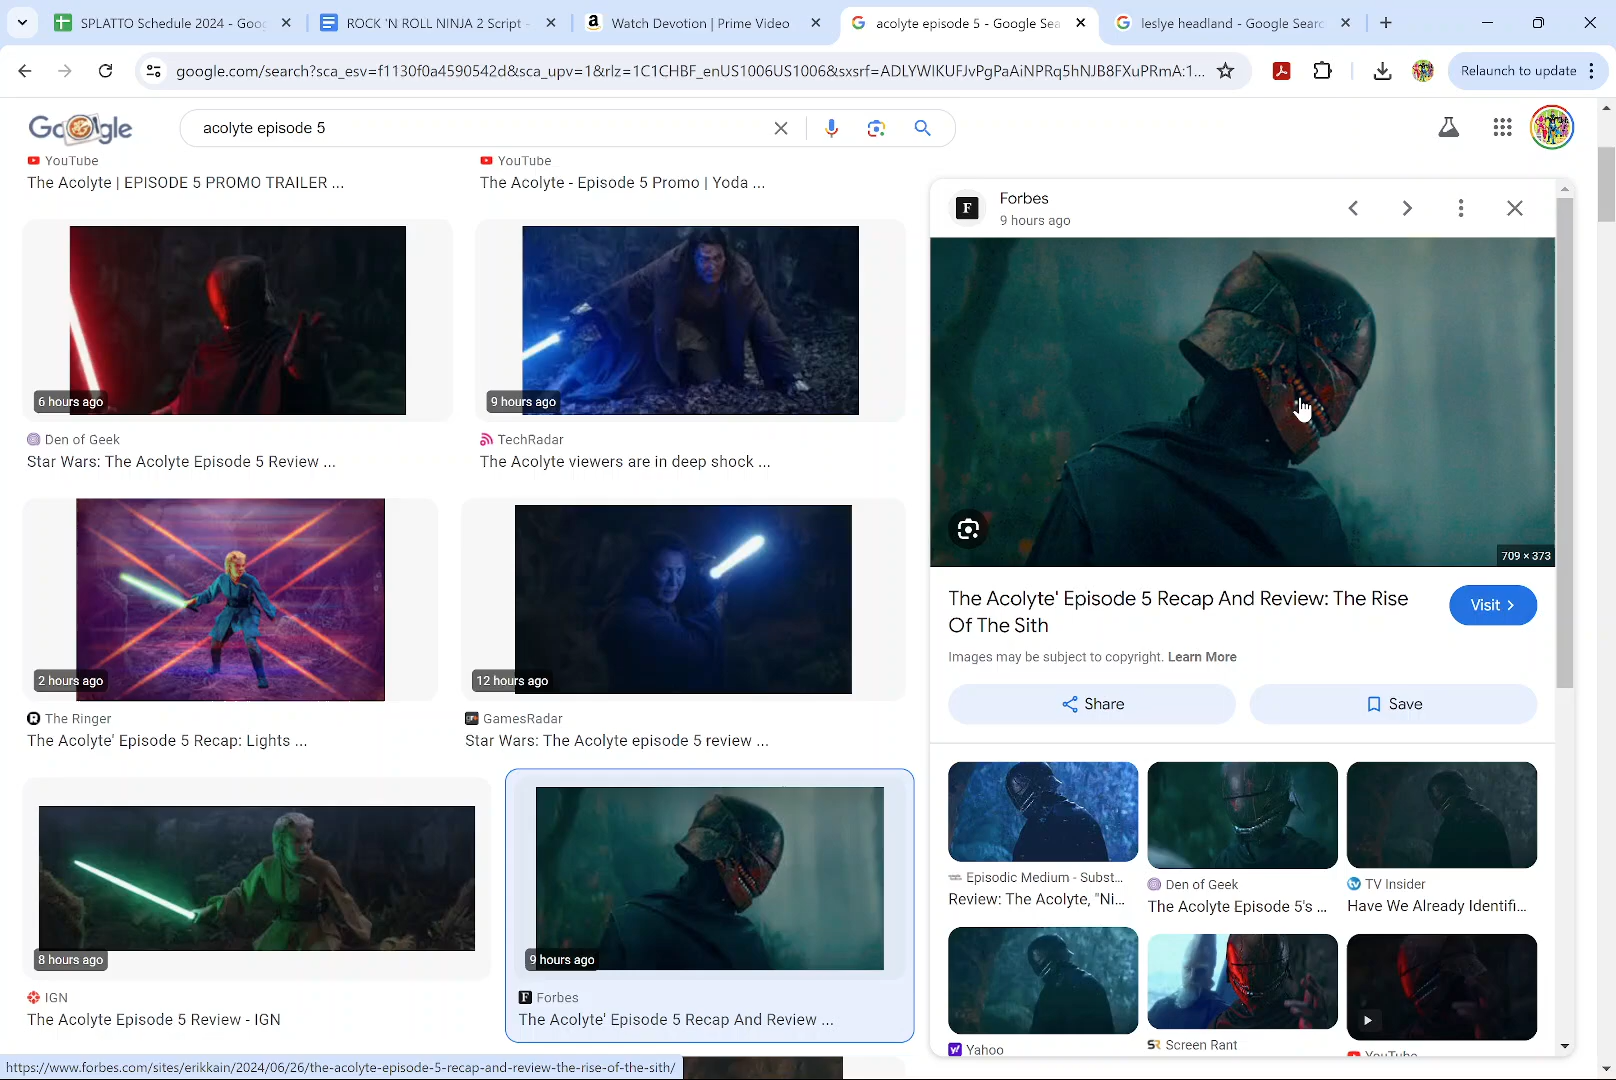 SPLATTO Schedule 2024 - Goo
ROCK 'N ROLL NINJA 2 Script -
Watch Devotion | Prime Video
acolyte episode 5 - Google Sea
leslye headland - Google Searc
google.com/search?sca_esv=f1130f0a4590542d&sca_upv=1&rlz=1C1CHBF_enUS1006US1006&sxsrf=ADLYWIKUFJvPgPaAiNPRq5hNJB8FXuPRmA:1...
Relaunch to update
Google
acolyte episode 5
YouTube
The Acolyte | EPISODE 5 PROMO TRAILER ...
YouTube
The Acolyte - Episode 5 Promo | Yoda ...
6 hours ago
Den of Geek
Star Wars: The Acolyte Episode 5 Review ...
9 hours ago
TechRadar
The Acolyte viewers are in deep shock ...
2 hours ago
The Ringer
The Acolyte' Episode 5 Recap: Lights ...
12 hours ago
GamesRadar
Star Wars: The Acolyte episode 5 review ...
8 hours ago
IGN
The Acolyte Episode 5 Review - IGN
9 hours ago
Forbes
The Acolyte' Episode 5 Recap And Review ...
Forbes
9 hours ago
709 × 373
The Acolyte' Episode 5 Recap And Review: The Rise
Of The Sith
Visit >
Images may be subject to copyright. Learn More
Share
Save
Episodic Medium - Subst...
Review: The Acolyte, "Ni...
Den of Geek
The Acolyte Episode 5's ...
TV Insider
Have We Already Identifi...
Yahoo
Screen Rant
YouTube
https://www.forbes.com/sites/erikkain/2024/06/26/the-acolyte-episode-5-recap-and-review-the-rise-of-the-sith/